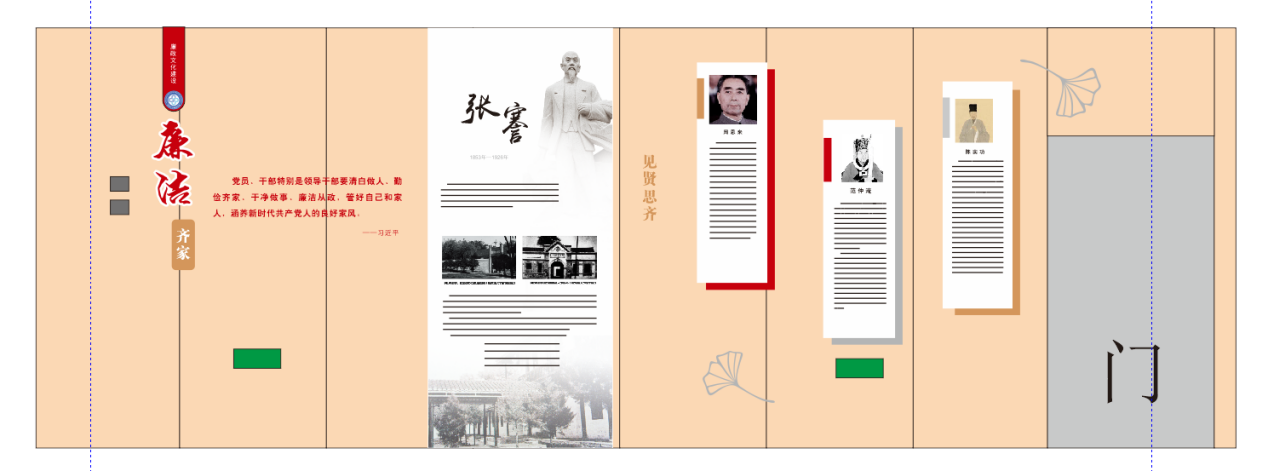 廉政文化建设
廉洁
齐家
党员、干部特别是领导干部要清白做人、勤
俭齐家、干净做事、廉洁从政，管好自己和家
人，涵养新时代共产党人的良好家风。
——习近平
张謇
1853年—1926年
见贤思齐
周恩来
范仲淹
陈实功
门